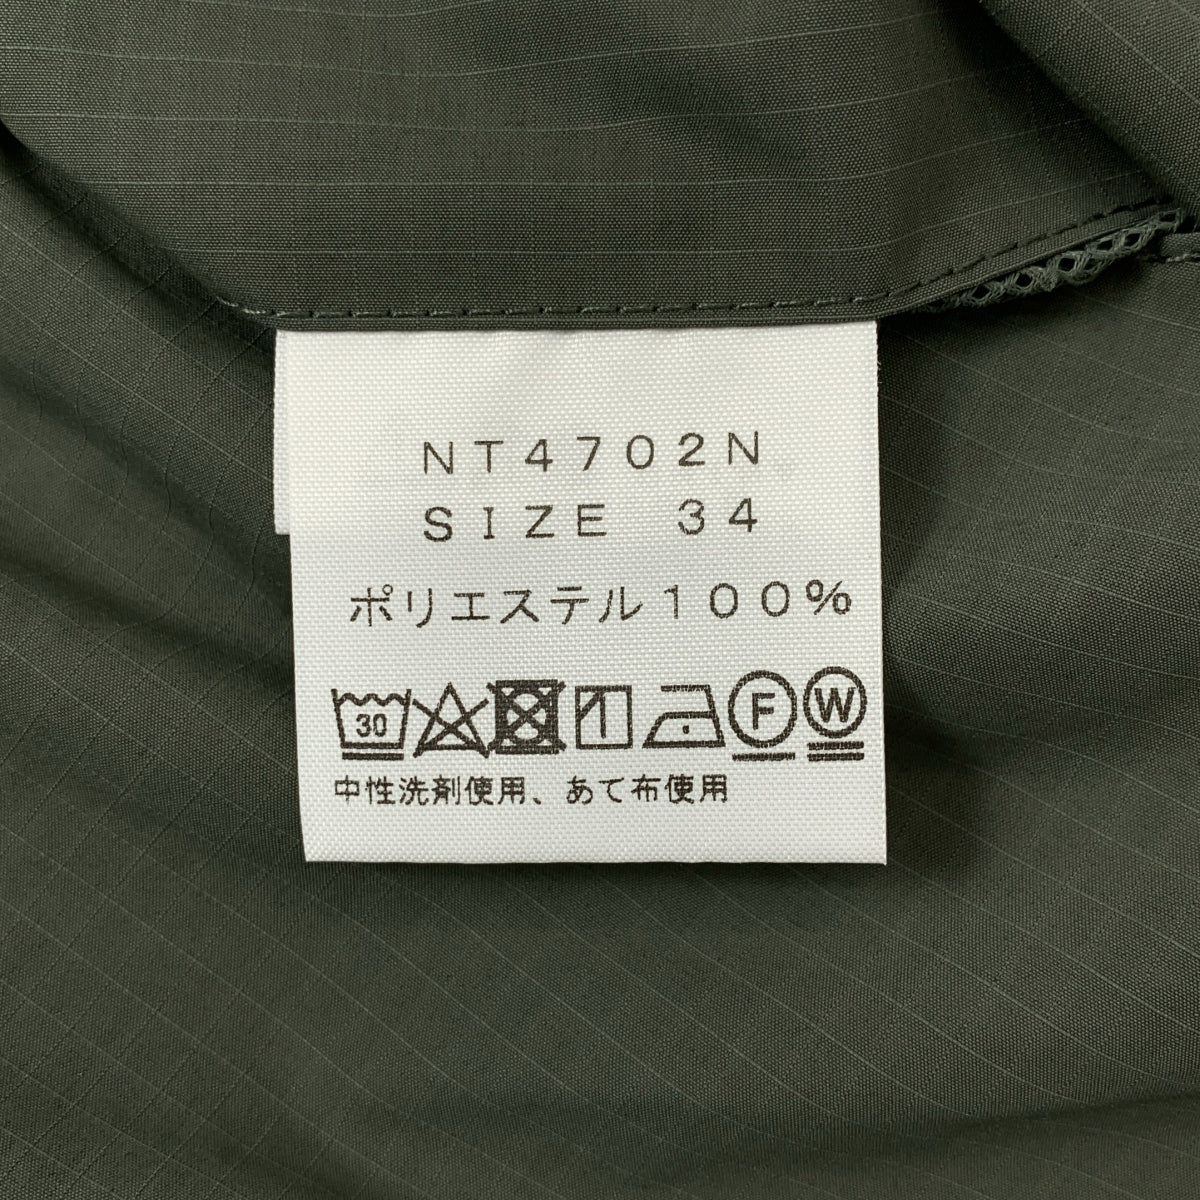 NT4702N
SIZE 34
ポリエステル100%
30 F W
中性洗剤使用、あて布使用